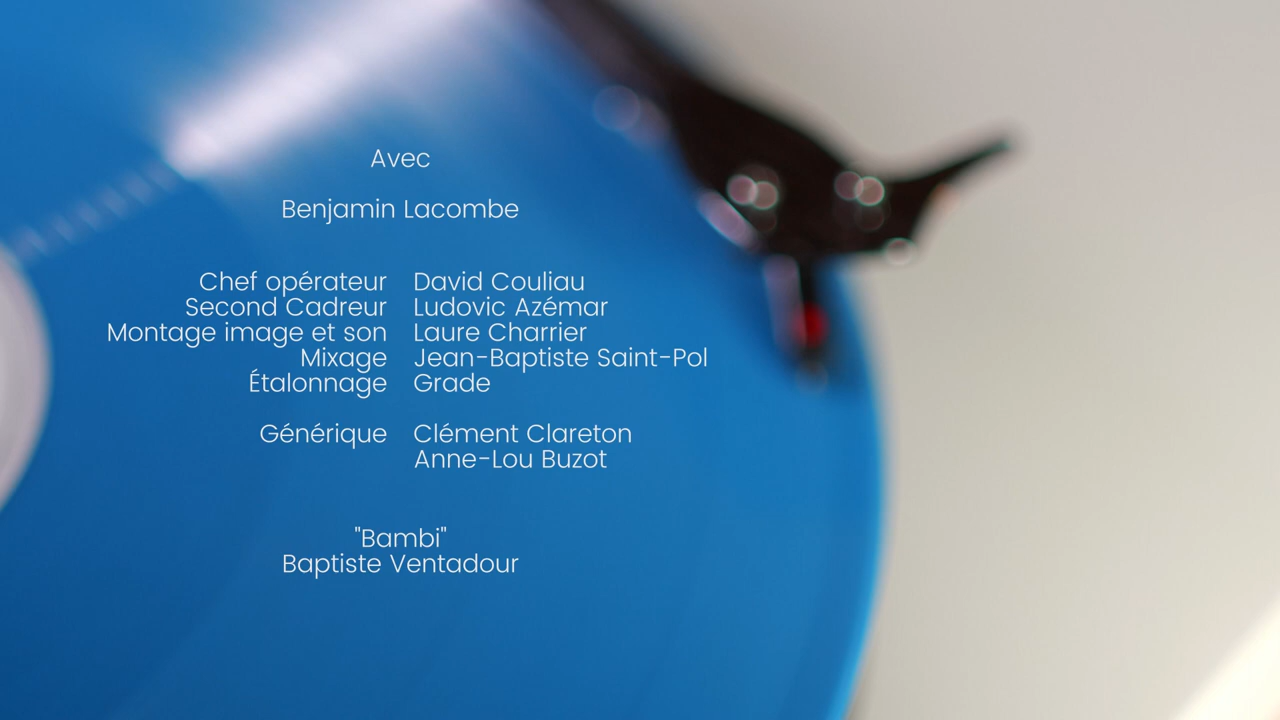 Avec
Benjamin Lacombe
Chef opérateur David Couliau
Second Cadreur Ludovic Azémar
Montage image et son Laure Charrier
Mixage Jean-Baptiste Saint-Pol
Étalonnage Grade
Générique Clément Clareton
Anne-Lou Buzot
"Bambi"
Baptiste Ventadour